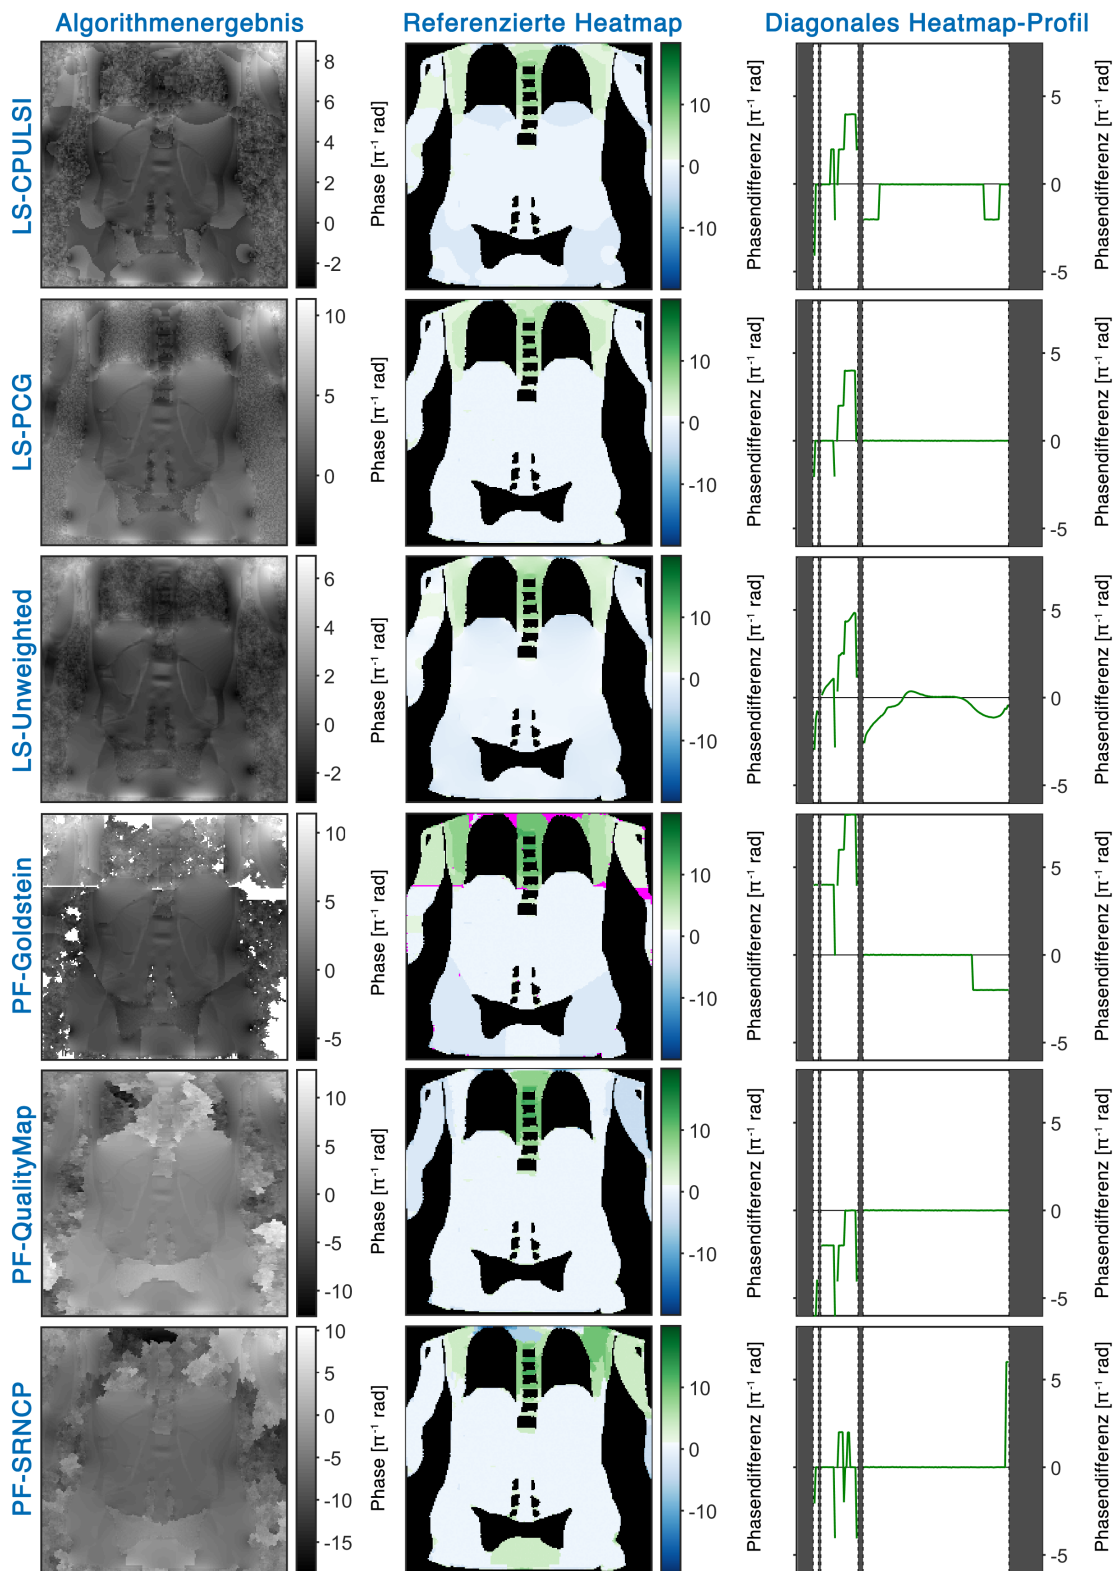 Algorithmenergebnis
Referenzierte Heatmap
Diagonales Heatmap-Profil
LS-CPULSI
8
6
4
2
0
-2
Phase [π⁻¹ rad]
10
0
-10
Phasendifferenz [π⁻¹ rad]
5
0
-5
Phasendifferenz [π⁻¹ rad]
LS-PCG
10
5
0
Phase [π⁻¹ rad]
10
0
-10
Phasendifferenz [π⁻¹ rad]
5
0
-5
Phasendifferenz [π⁻¹ rad]
LS-Unweighted
6
4
2
0
-2
Phase [π⁻¹ rad]
10
0
-10
Phasendifferenz [π⁻¹ rad]
5
0
-5
Phasendifferenz [π⁻¹ rad]
PF-Goldstein
10
5
0
-5
Phase [π⁻¹ rad]
10
0
-10
Phasendifferenz [π⁻¹ rad]
5
0
-5
Phasendifferenz [π⁻¹ rad]
PF-QualityMap
10
5
0
-5
-10
Phase [π⁻¹ rad]
10
0
-10
Phasendifferenz [π⁻¹ rad]
5
0
-5
Phasendifferenz [π⁻¹ rad]
PF-SRNCP
10
5
0
-5
-10
-15
Phase [π⁻¹ rad]
10
0
-10
Phasendifferenz [π⁻¹ rad]
5
0
-5
Phasendifferenz [π⁻¹ rad]